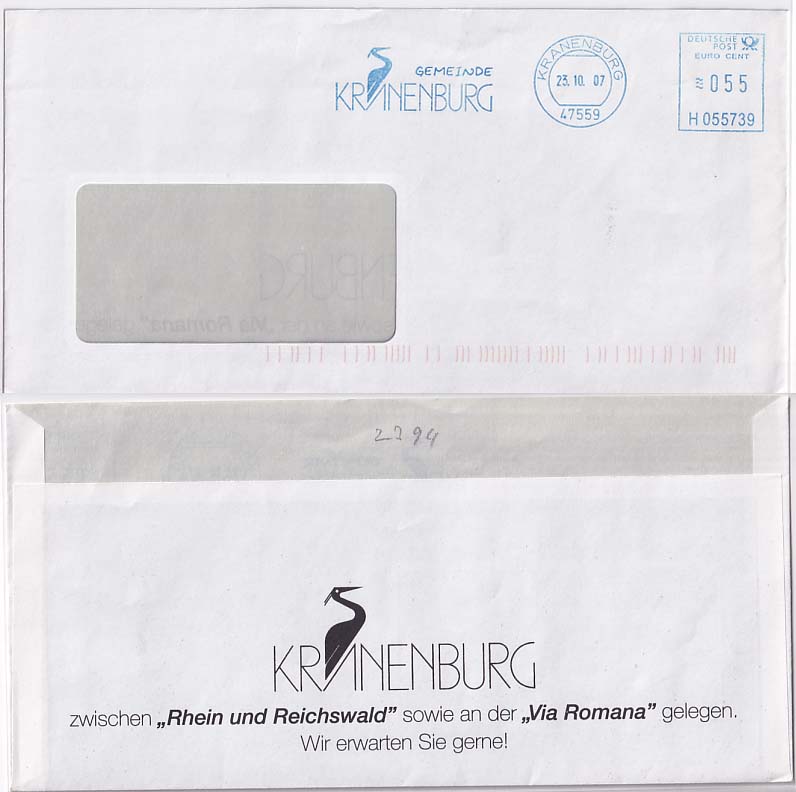 GEMEINDE
KRANENBURG
KRANENBURG
23.10.07
47559
DEUTSCHE
POST
EURO CENT
≈055
H 055739
2294
KRANENBURG
zwischen „Rhein und Reichswald” sowie an der „Via Romana” gelegen.
Wir erwarten Sie gerne!